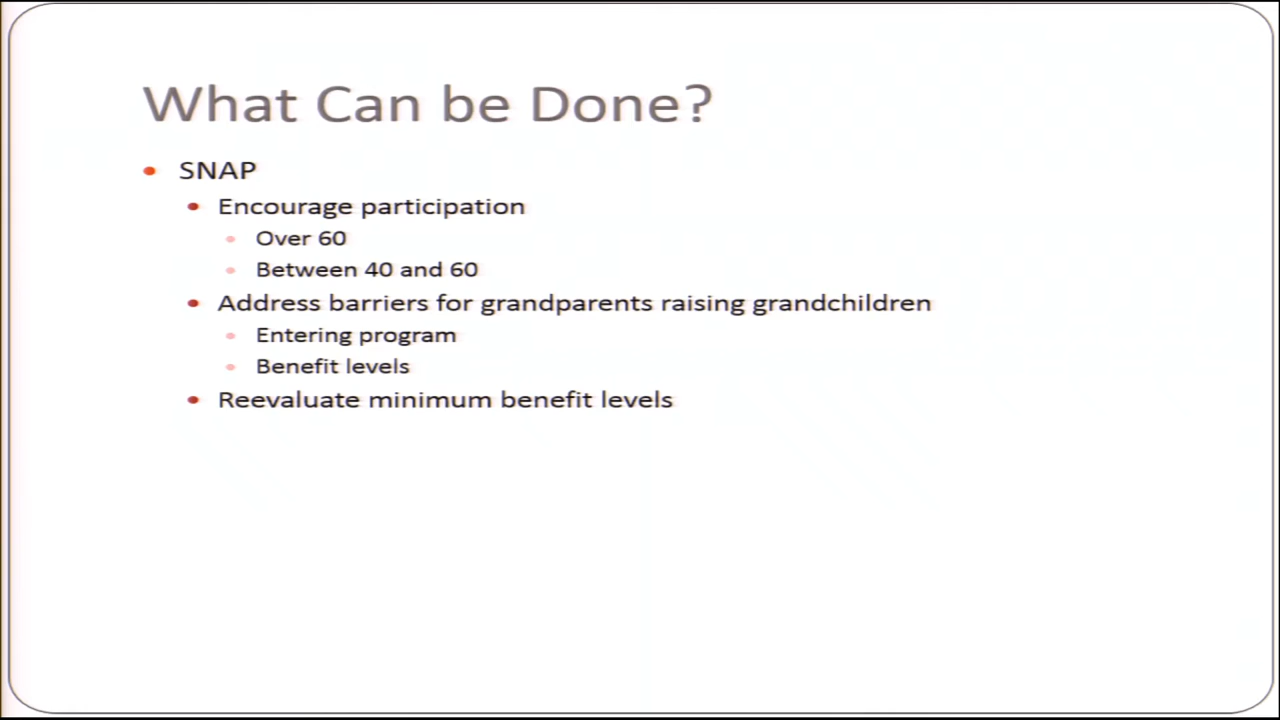 What Can be Done?
SNAP
Encourage participation
Over 60
Between 40 and 60
Address barriers for grandparents raising grandchildren
Entering program
Benefit levels
Reevaluate minimum benefit levels